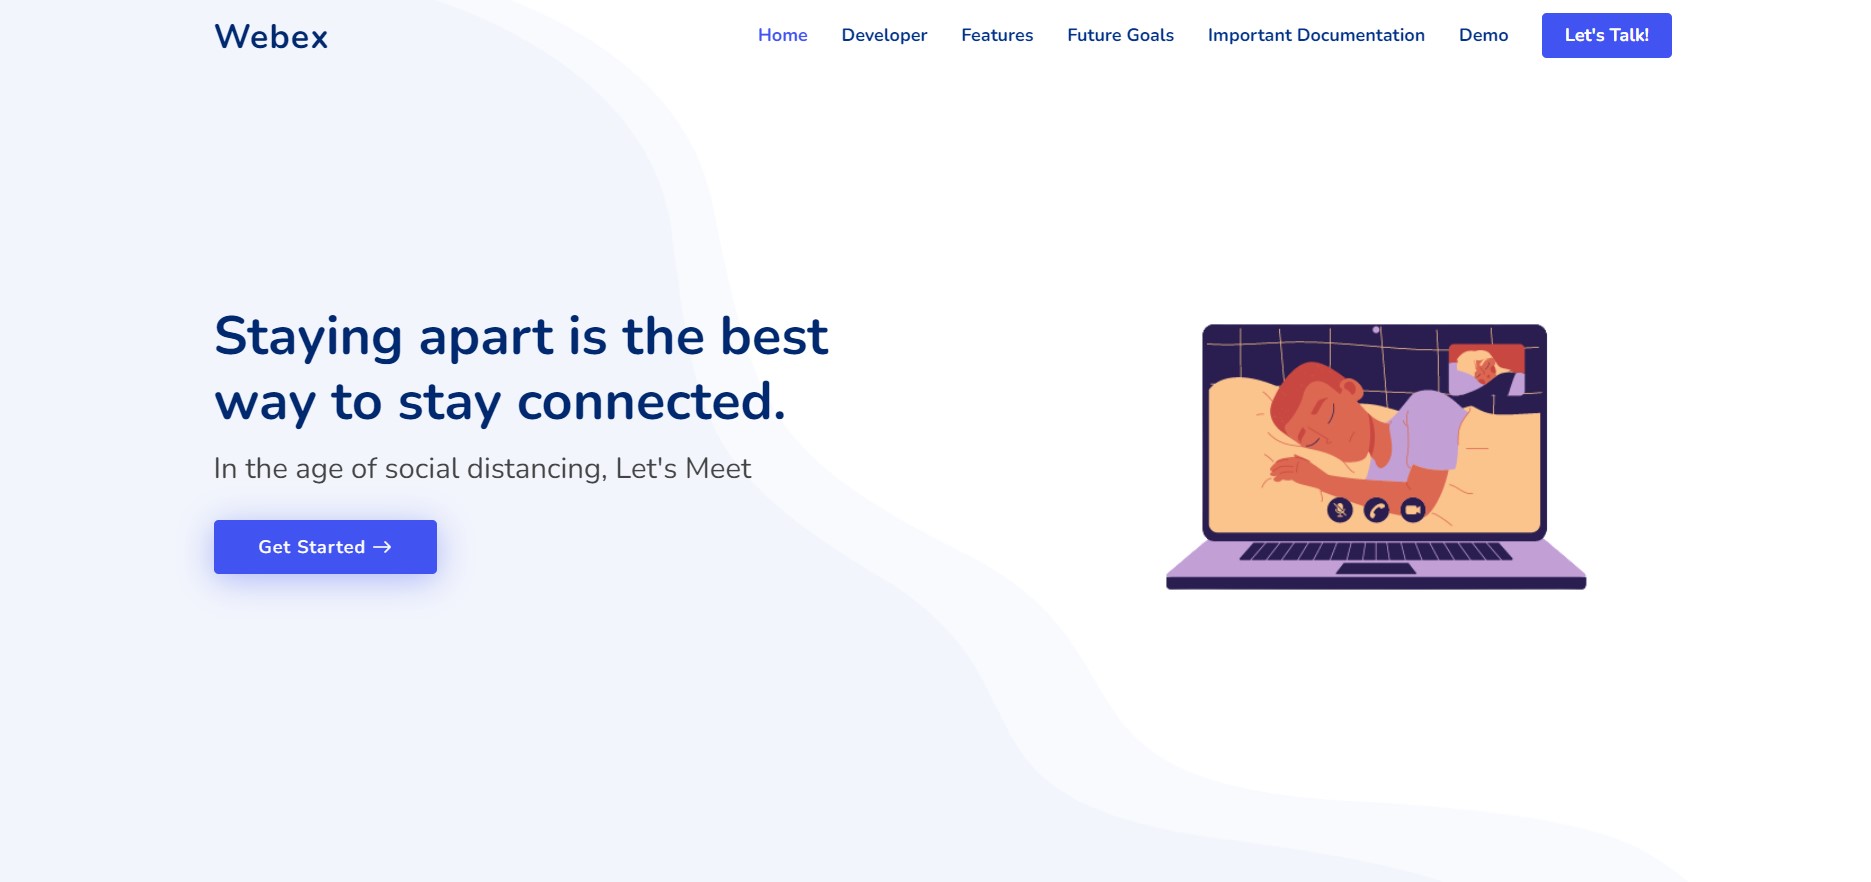 Webex
Home Developer Features Future Goals Important Documentation Demo Let's Talk!
Staying apart is the best
way to stay connected.
In the age of social distancing, Let's Meet
Get Started →